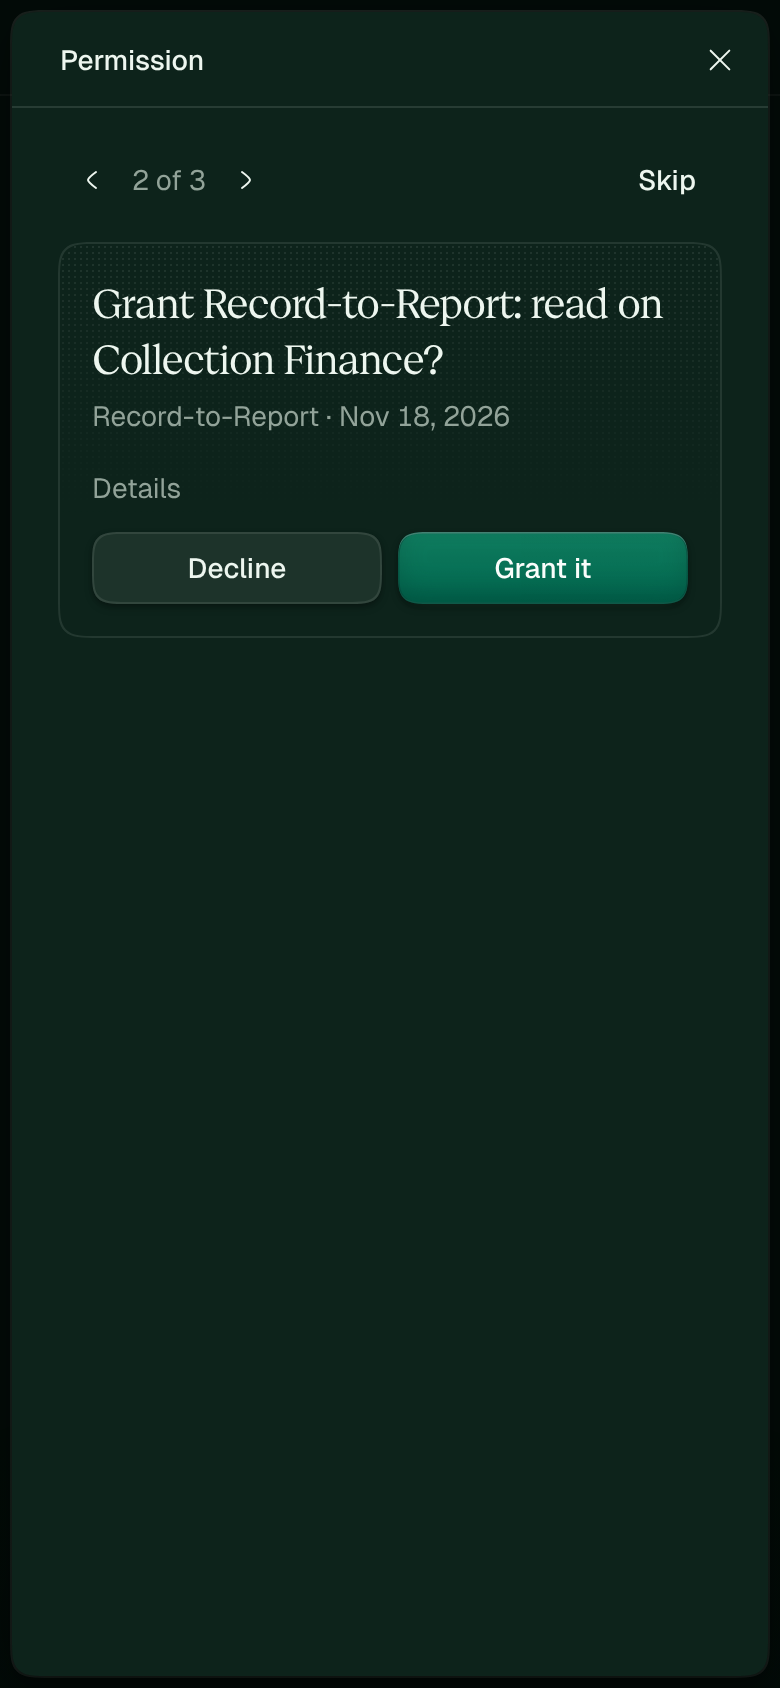 Permission
2 of 3
Skip
Grant Record-to-Report: read on
Collection Finance?
Record-to-Report · Nov 18, 2026
Details
Decline
Grant it